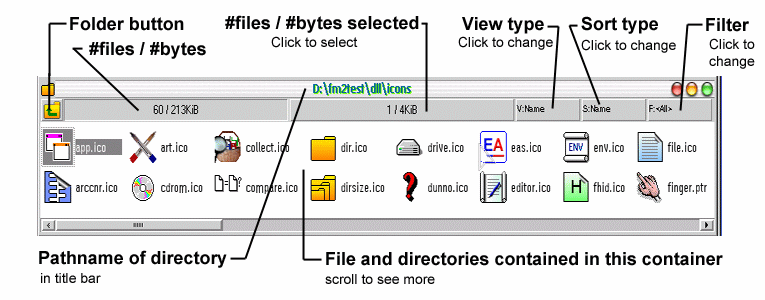 Folder button
#files / #bytes
#files / #bytes selected
Click to select
View type
Click to change
Sort type
Click to change
Filter
Click to
change
D:\fm2test\dll\icons
60 / 213KiB
1 / 4KiB
V:Name
S:Name
F:<All>
app.ico
art.ico
collect.ico
dir.ico
drive.ico
EA
eas.ico
ENV
env.ico
file.ico
arccnr.ico
cdrom.ico
compare.ico
dirsize.ico
dunno.ico
editor.ico
H
fhid.ico
finger.ptr
Pathname of directory
in title bar
File and directories contained in this container
scroll to see more